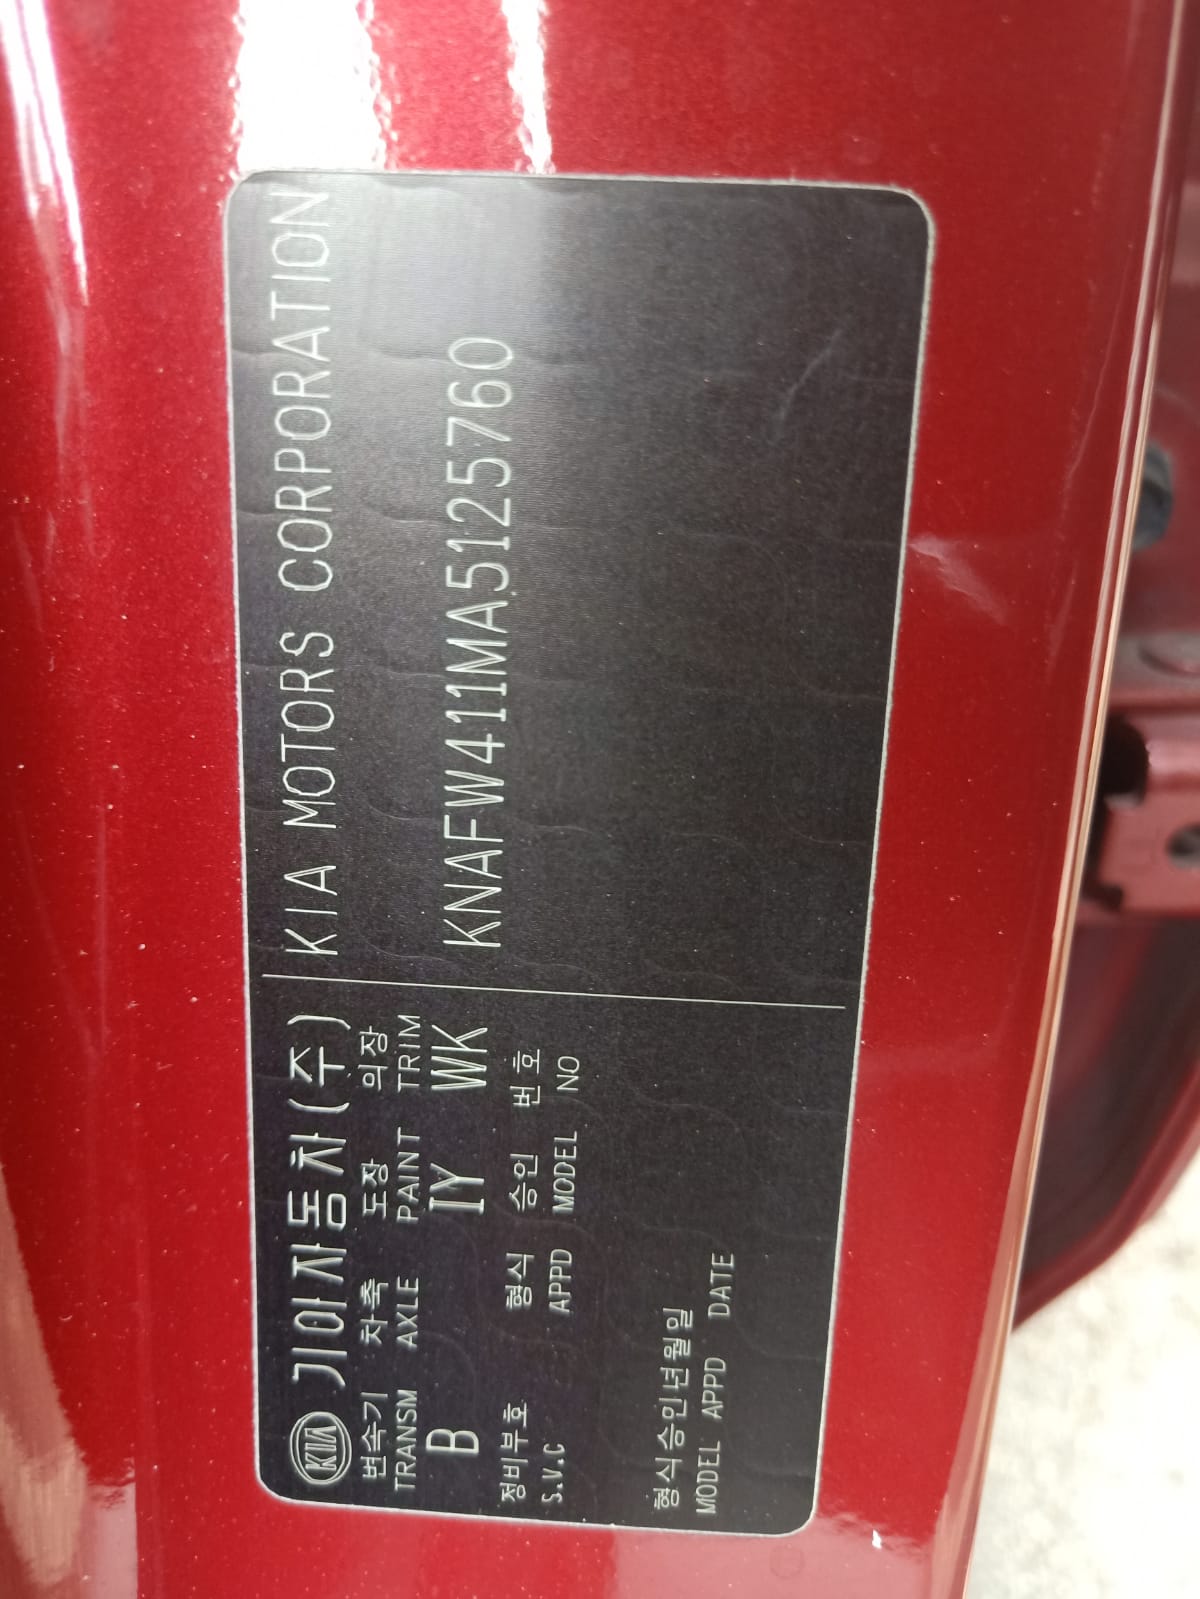 KIA 기아자동차(주) KIA MOTORS CORPORATION
변속기 차축 도장 의장
TRANSM AXLE PAINT TRIM
B IY WK KNAFW411MA5125760
정비부호 형식 승인 번호
S.V.C APPD MODEL NO
형식승인년월일
MODEL APPD DATE